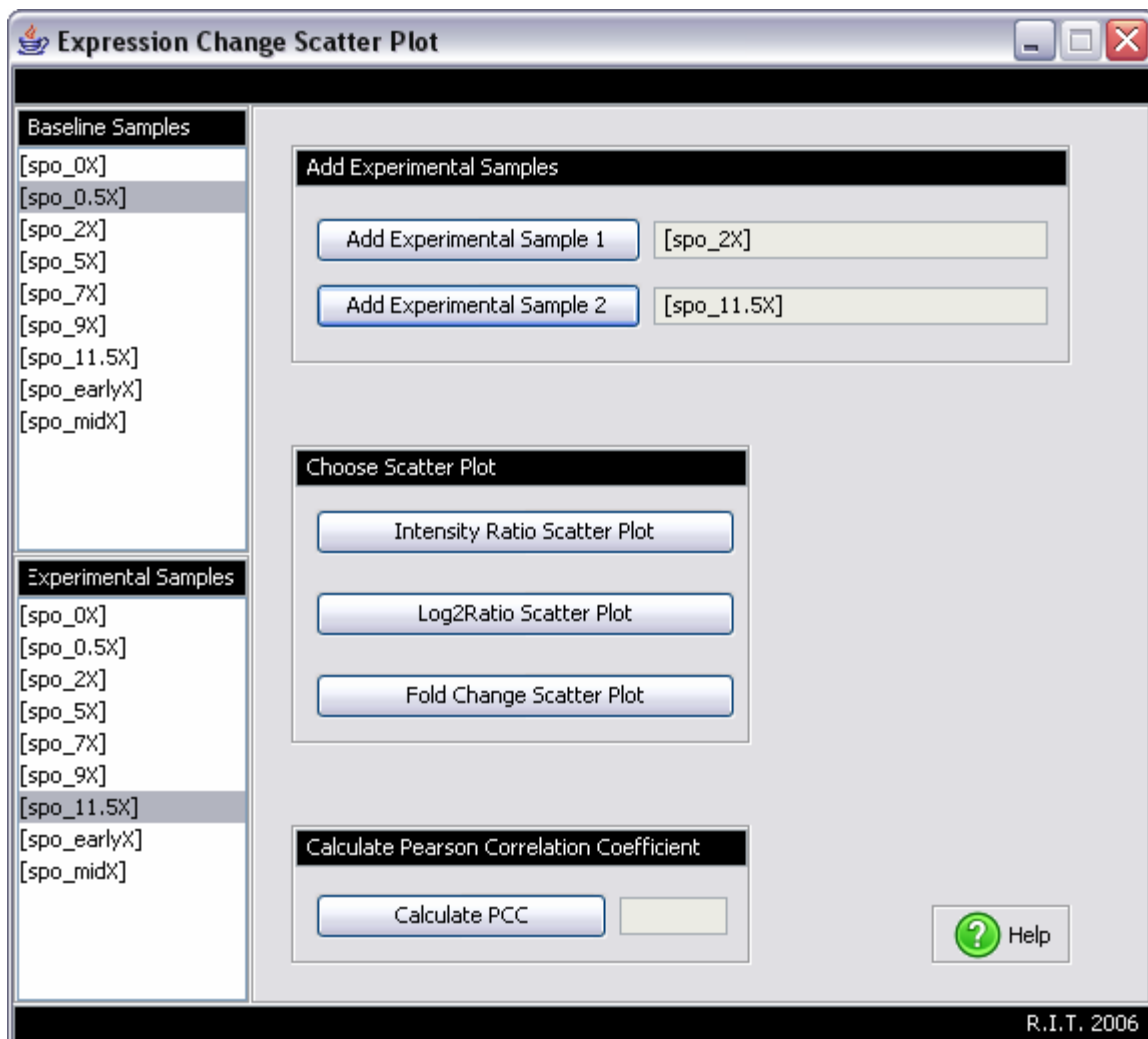 Expression Change Scatter Plot
Baseline Samples
[spo_0X]
[spo_0.5X]
[spo_2X]
[spo_5X]
[spo_7X]
[spo_9X]
[spo_11.5X]
[spo_earlyX]
[spo_midX]
Experimental Samples
[spo_0X]
[spo_0.5X]
[spo_2X]
[spo_5X]
[spo_7X]
[spo_9X]
[spo_11.5X]
[spo_earlyX]
[spo_midX]
Add Experimental Samples
Add Experimental Sample 1 [spo_2X]
Add Experimental Sample 2 [spo_11.5X]
Choose Scatter Plot
Intensity Ratio Scatter Plot
Log2Ratio Scatter Plot
Fold Change Scatter Plot
Calculate Pearson Correlation Coefficient
Calculate PCC
? Help
R.I.T. 2006